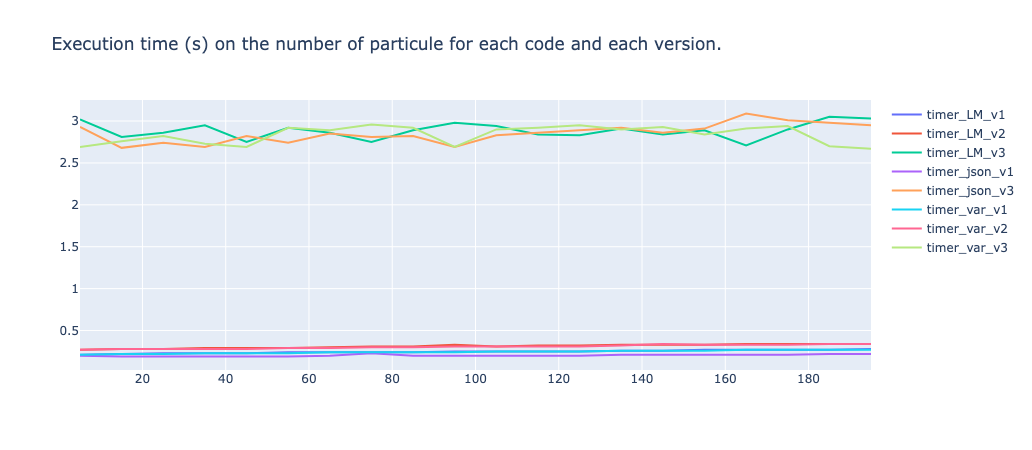 Execution time (s) on the number of particule for each code and each version.
3
2.5
2
1.5
1
0.5
20 40 60 80 100 120 140 160 180
timer_LM_v1
timer_LM_v2
timer_LM_v3
timer_json_v1
timer_json_v3
timer_var_v1
timer_var_v2
timer_var_v3